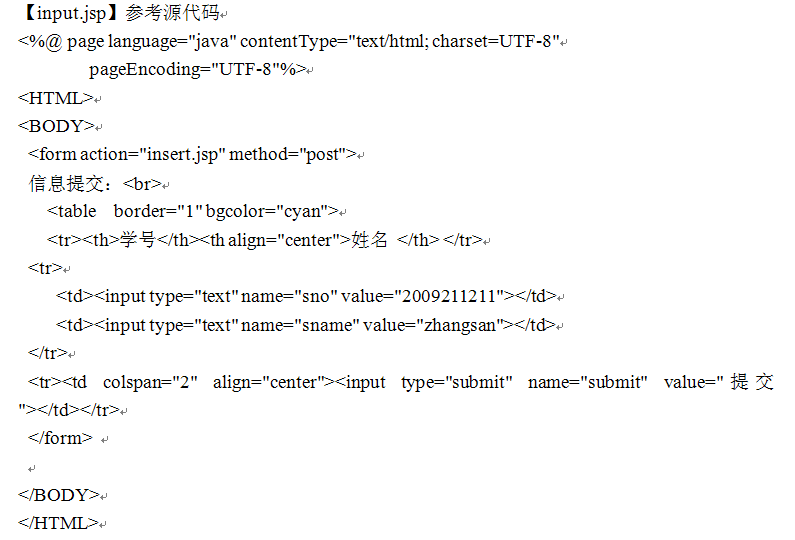 【input.jsp】参考源代码
<%@ page language="java" contentType="text/html; charset=UTF-8"
pageEncoding="UTF-8"%>
<HTML>
<BODY>
<form action="insert.jsp" method="post">
信息提交：<br>
<table    border="1" bgcolor="cyan">
<tr><th>学号</th><th align="center">姓名 </th> </tr>
<tr>
<td><input type="text" name="sno" value="2009211211"></td>
<td><input type="text" name="sname" value="zhangsan"></td>
</tr>
<tr><td colspan="2" align="center"><input type="submit" name="submit" value="提交
"></td></tr>
</form>
</BODY>
</HTML>